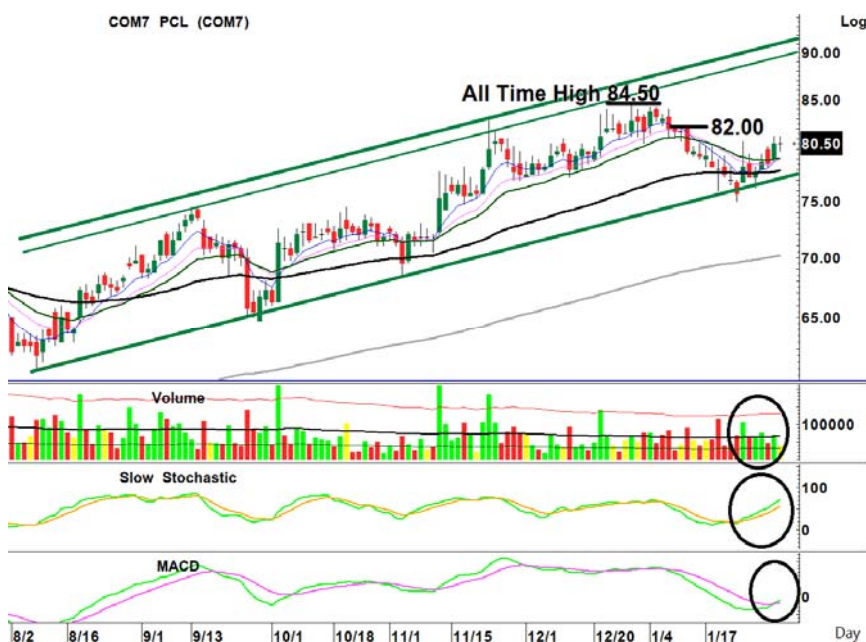 COM7 PCL (COM7)
Log
90.00
All Time High 84.50
85.00
82.00
80.50
75.00
70.00
65.00
Volume
100000
Slow Stochastic
100
0
MACD
0
8/2 8/16 9/1 9/13 10/1 10/18 11/1 11/15 12/1 12/20 1/4 1/17 Day